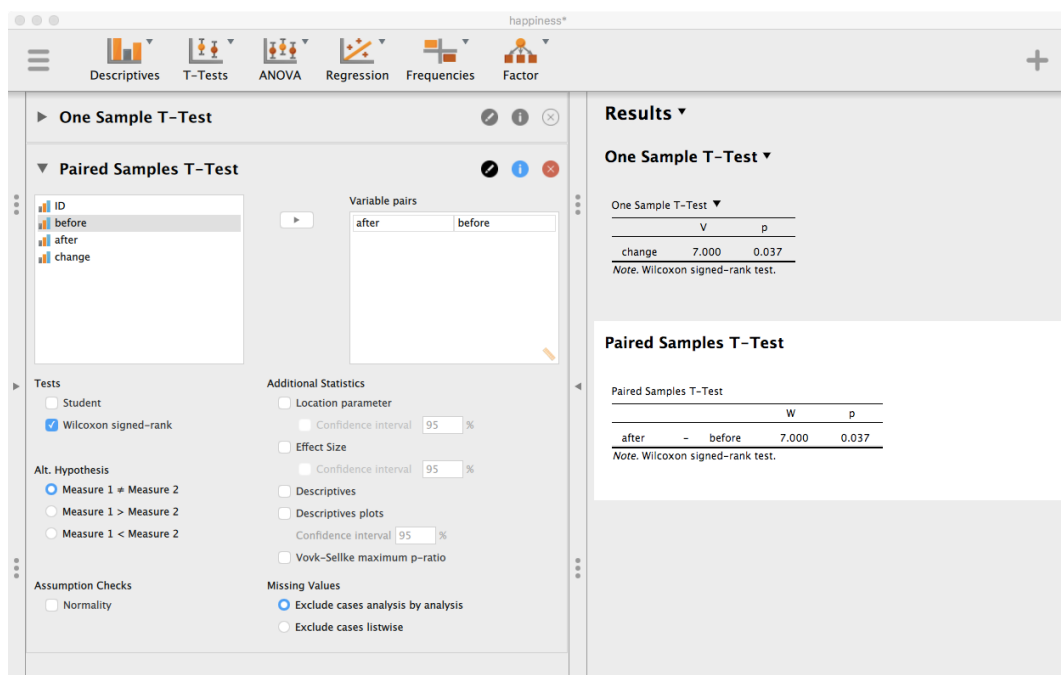 happiness*
Descriptives T-Tests ANOVA Regression Frequencies Factor
One Sample T-Test
Paired Samples T-Test
ID
before
after
change
Variable pairs
after before
Tests
Student
Wilcoxon signed-rank
Alt. Hypothesis
Measure 1 ≠ Measure 2
Measure 1 > Measure 2
Measure 1 < Measure 2
Assumption Checks
Normality
Additional Statistics
Location parameter
Confidence interval 95 %
Effect Size
Confidence interval 95 %
Descriptives
Descriptives plots
Confidence interval 95 %
Vovk-Sellke maximum p-ratio
Missing Values
Exclude cases analysis by analysis
Exclude cases listwise
Results
One Sample T-Test
One Sample T-Test
V p
change 7.000 0.037
Note. Wilcoxon signed-rank test.
Paired Samples T-Test
Paired Samples T-Test
W p
after - before 7.000 0.037
Note. Wilcoxon signed-rank test.